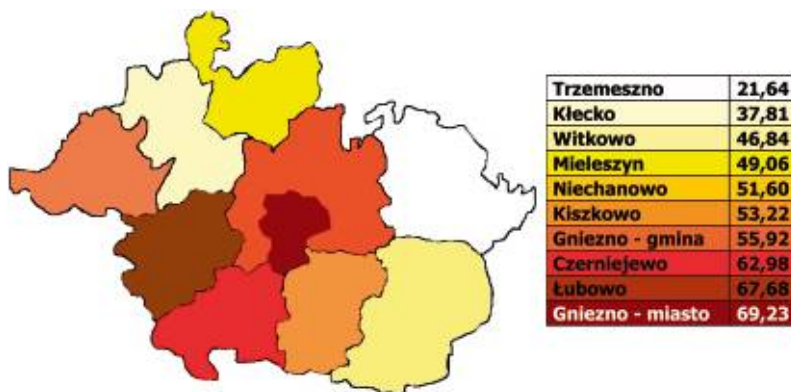 Trzemeszno 21,64
Kłecko 37,81
Witkowo 46,84
Mieleszyn 49,06
Niechanowo 51,60
Kiszkowo 53,22
Gniezno - gmina 55,92
Czerniejewo 62,98
Łubowo 67,68
Gniezno - miasto 69,23